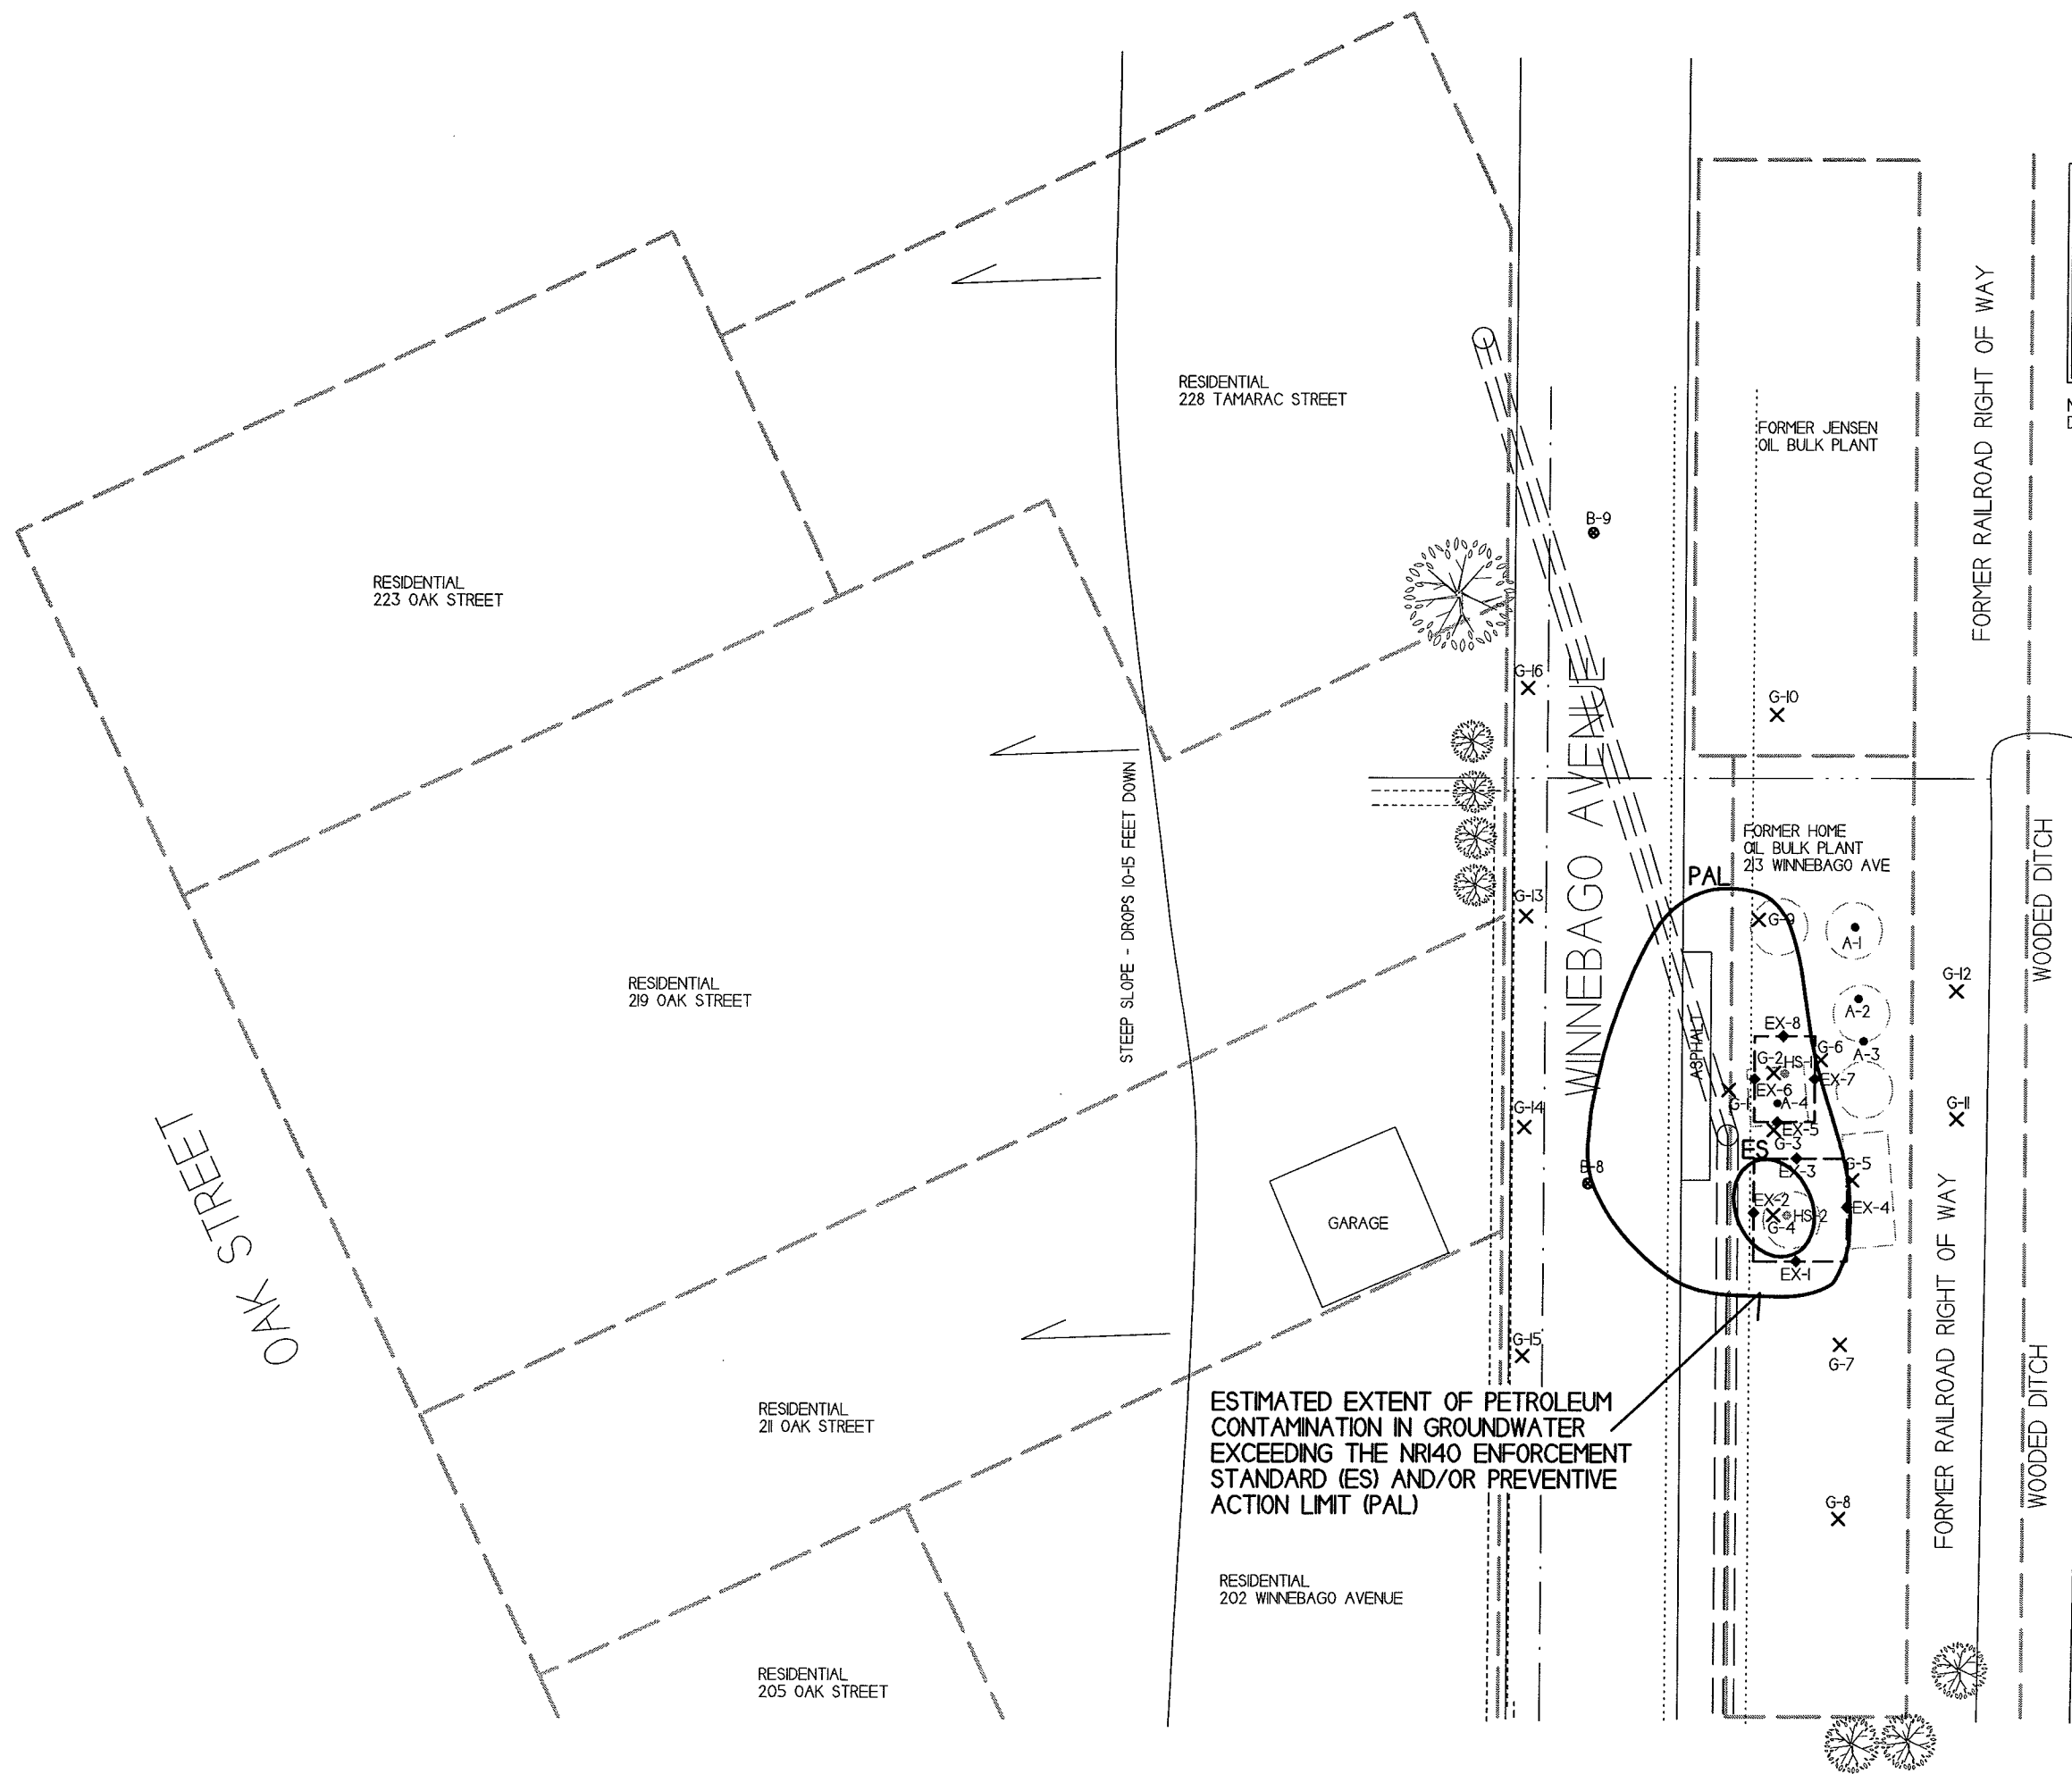 RESIDENTIAL
228 TAMARAC STREET
FORMER JENSEN
OIL BULK PLANT
FORMER RAILROAD RIGHT OF WAY
B-9
RESIDENTIAL
223 OAK STREET
G-16
G-10
WINNEBAGO AVENUE
STEEP SLOPE - DROPS 10-15 FEET DOWN
FORMER HOME
OIL BULK PLANT
213 WINNEBAGO AVE
WOODED DITCH
PAL
G-13
G-9
A-1
RESIDENTIAL
219 OAK STREET
G-12
A-2
ASPHALT
EX-8
G-6
A-3
G-2
HS-1
EX-7
EX-6
G-1
A-4
G-14
G-11
EX-5
G-3
ES
EX-3
G-5
B-8
EX-2
EX-4
HS-2
G-4
GARAGE
EX-1
OAK STREET
FORMER RAILROAD RIGHT OF WAY
WOODED DITCH
G-15
G-7
ESTIMATED EXTENT OF PETROLEUM
CONTAMINATION IN GROUNDWATER
EXCEEDING THE NR140 ENFORCEMENT
STANDARD (ES) AND/OR PREVENTIVE
ACTION LIMIT (PAL)
RESIDENTIAL
211 OAK STREET
G-8
RESIDENTIAL
202 WINNEBAGO AVENUE
RESIDENTIAL
205 OAK STREET